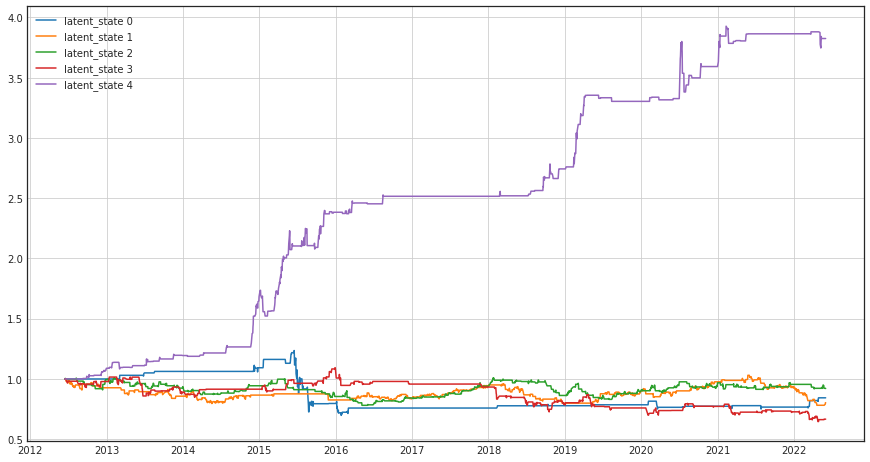 latent_state 0
latent_state 1
latent_state 2
latent_state 3
latent_state 4
4.0
3.5
3.0
2.5
2.0
1.5
1.0
0.5
2012 2013 2014 2015 2016 2017 2018 2019 2020 2021 2022